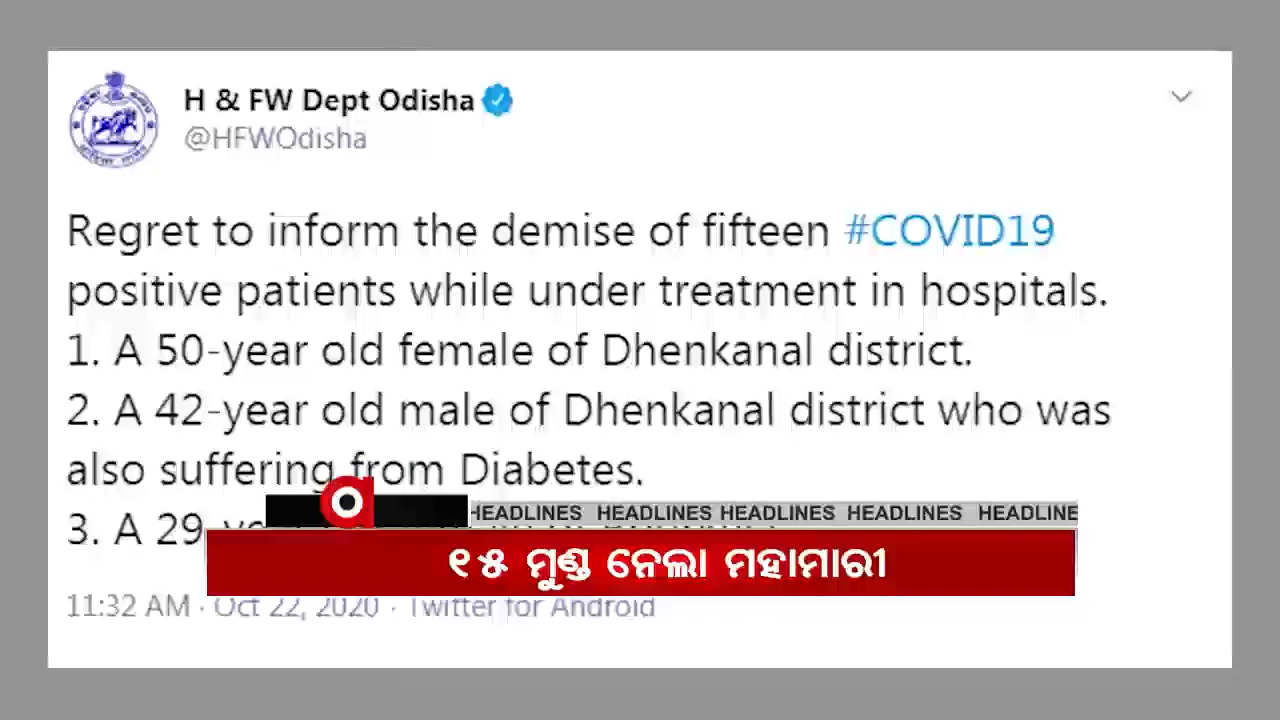 H & FW Dept Odisha
@HFWOdisha
Regret to inform the demise of fifteen #COVID19
positive patients while under treatment in hospitals.
1. A 50-year old female of Dhenkanal district.
2. A 42-year old male of Dhenkanal district who was
also suffering from Diabetes.
3. A 29
HEADLINES HEADLINES HEADLINES HEADLINES HEADLINE
୧୫ ମୁଣ୍ଡ ନେଲା ମହାମାରୀ
11:32 AM · Oct 22, 2020 · Twitter for Android